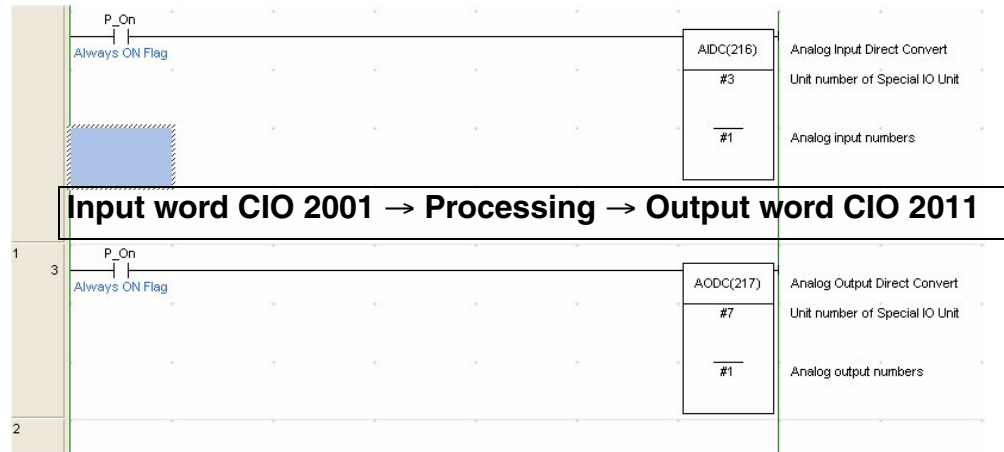 P_On
Always ON Flag
AIDC(216)
Analog Input Direct Convert
#3
Unit number of Special IO Unit
#1
Analog input numbers
Input word CIO 2001 → Processing → Output word CIO 2011
1
3
P_On
Always ON Flag
AODC(217)
Analog Output Direct Convert
#7
Unit number of Special IO Unit
#1
Analog output numbers
2